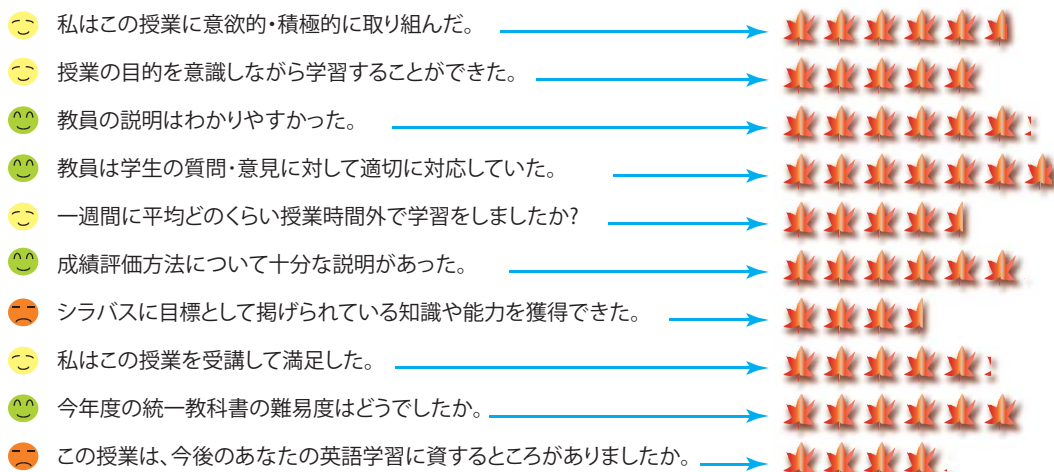 私はこの授業に意欲的・積極的に取り組んだ。
授業の目的を意識しながら学習することができた。
教員の説明はわかりやすかった。
教員は学生の質問・意見に対して適切に対応していた。
一週間に平均どのくらい授業時間外で学習をしましたか?
成績評価方法について十分な説明があった。
シラバスに目標として掲げられている知識や能力を獲得できた。
私はこの授業を受講して満足した。
今年度の統一教科書の難易度はどうでしたか。
この授業は、今後のあなたの英語学習に資するところがありましたか。